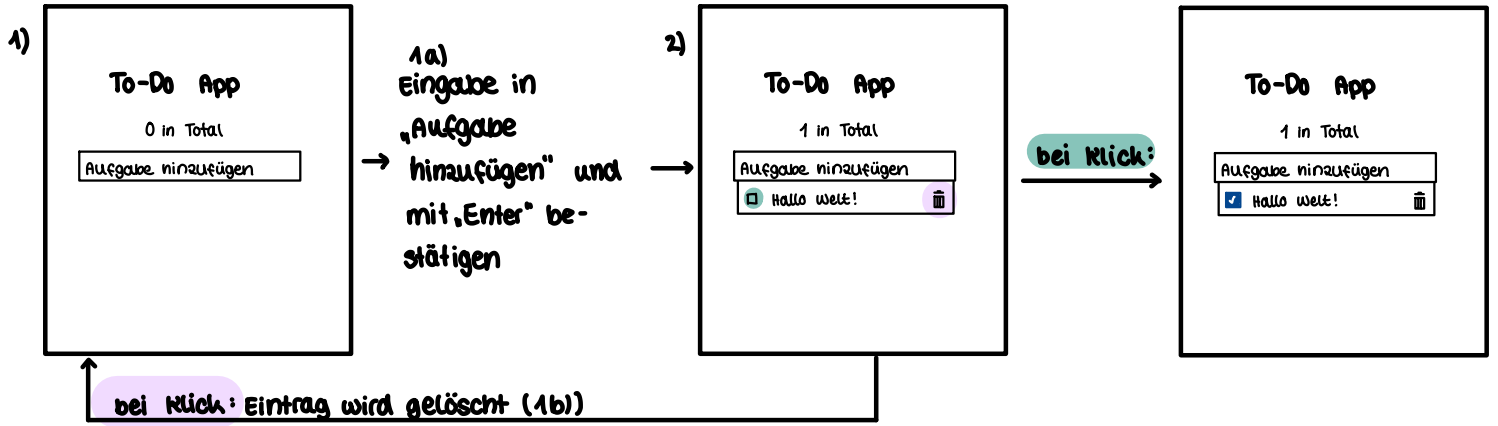 1)
To-Do App
0 in Total
Aufgabe hinzufügen
1a)
Eingabe in
„Aufgabe
hinzufügen" und
mit „Enter" be-
stätigen
2)
To-Do App
1 in Total
Aufgabe hinzufügen
Hallo Welt!
bei Klick:
To-Do App
1 in Total
Aufgabe hinzufügen
Hallo Welt!
bei Klick: Eintrag wird gelöscht (1b))